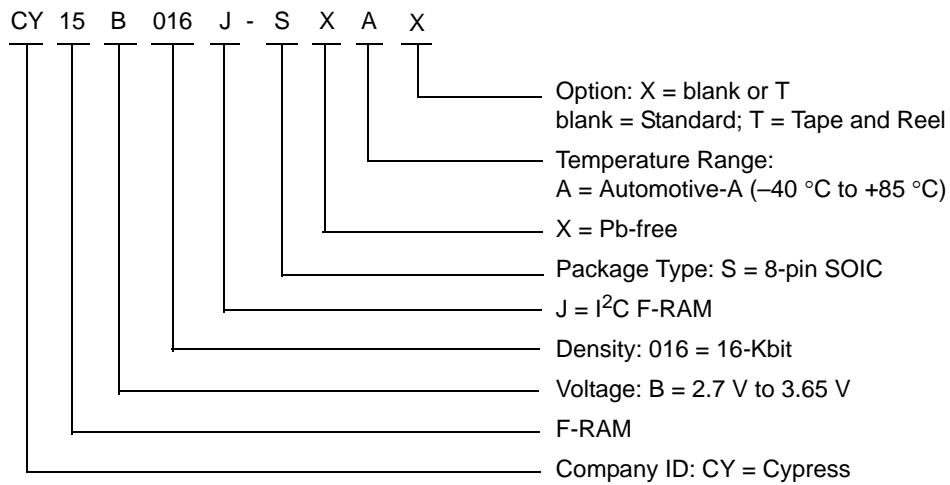 CY 15 B 016 J - S X A X
Option: X = blank or T
blank = Standard; T = Tape and Reel
Temperature Range:
A = Automotive-A (–40 °C to +85 °C)
X = Pb-free
Package Type: S = 8-pin SOIC
J = I²C F-RAM
Density: 016 = 16-Kbit
Voltage: B = 2.7 V to 3.65 V
F-RAM
Company ID: CY = Cypress